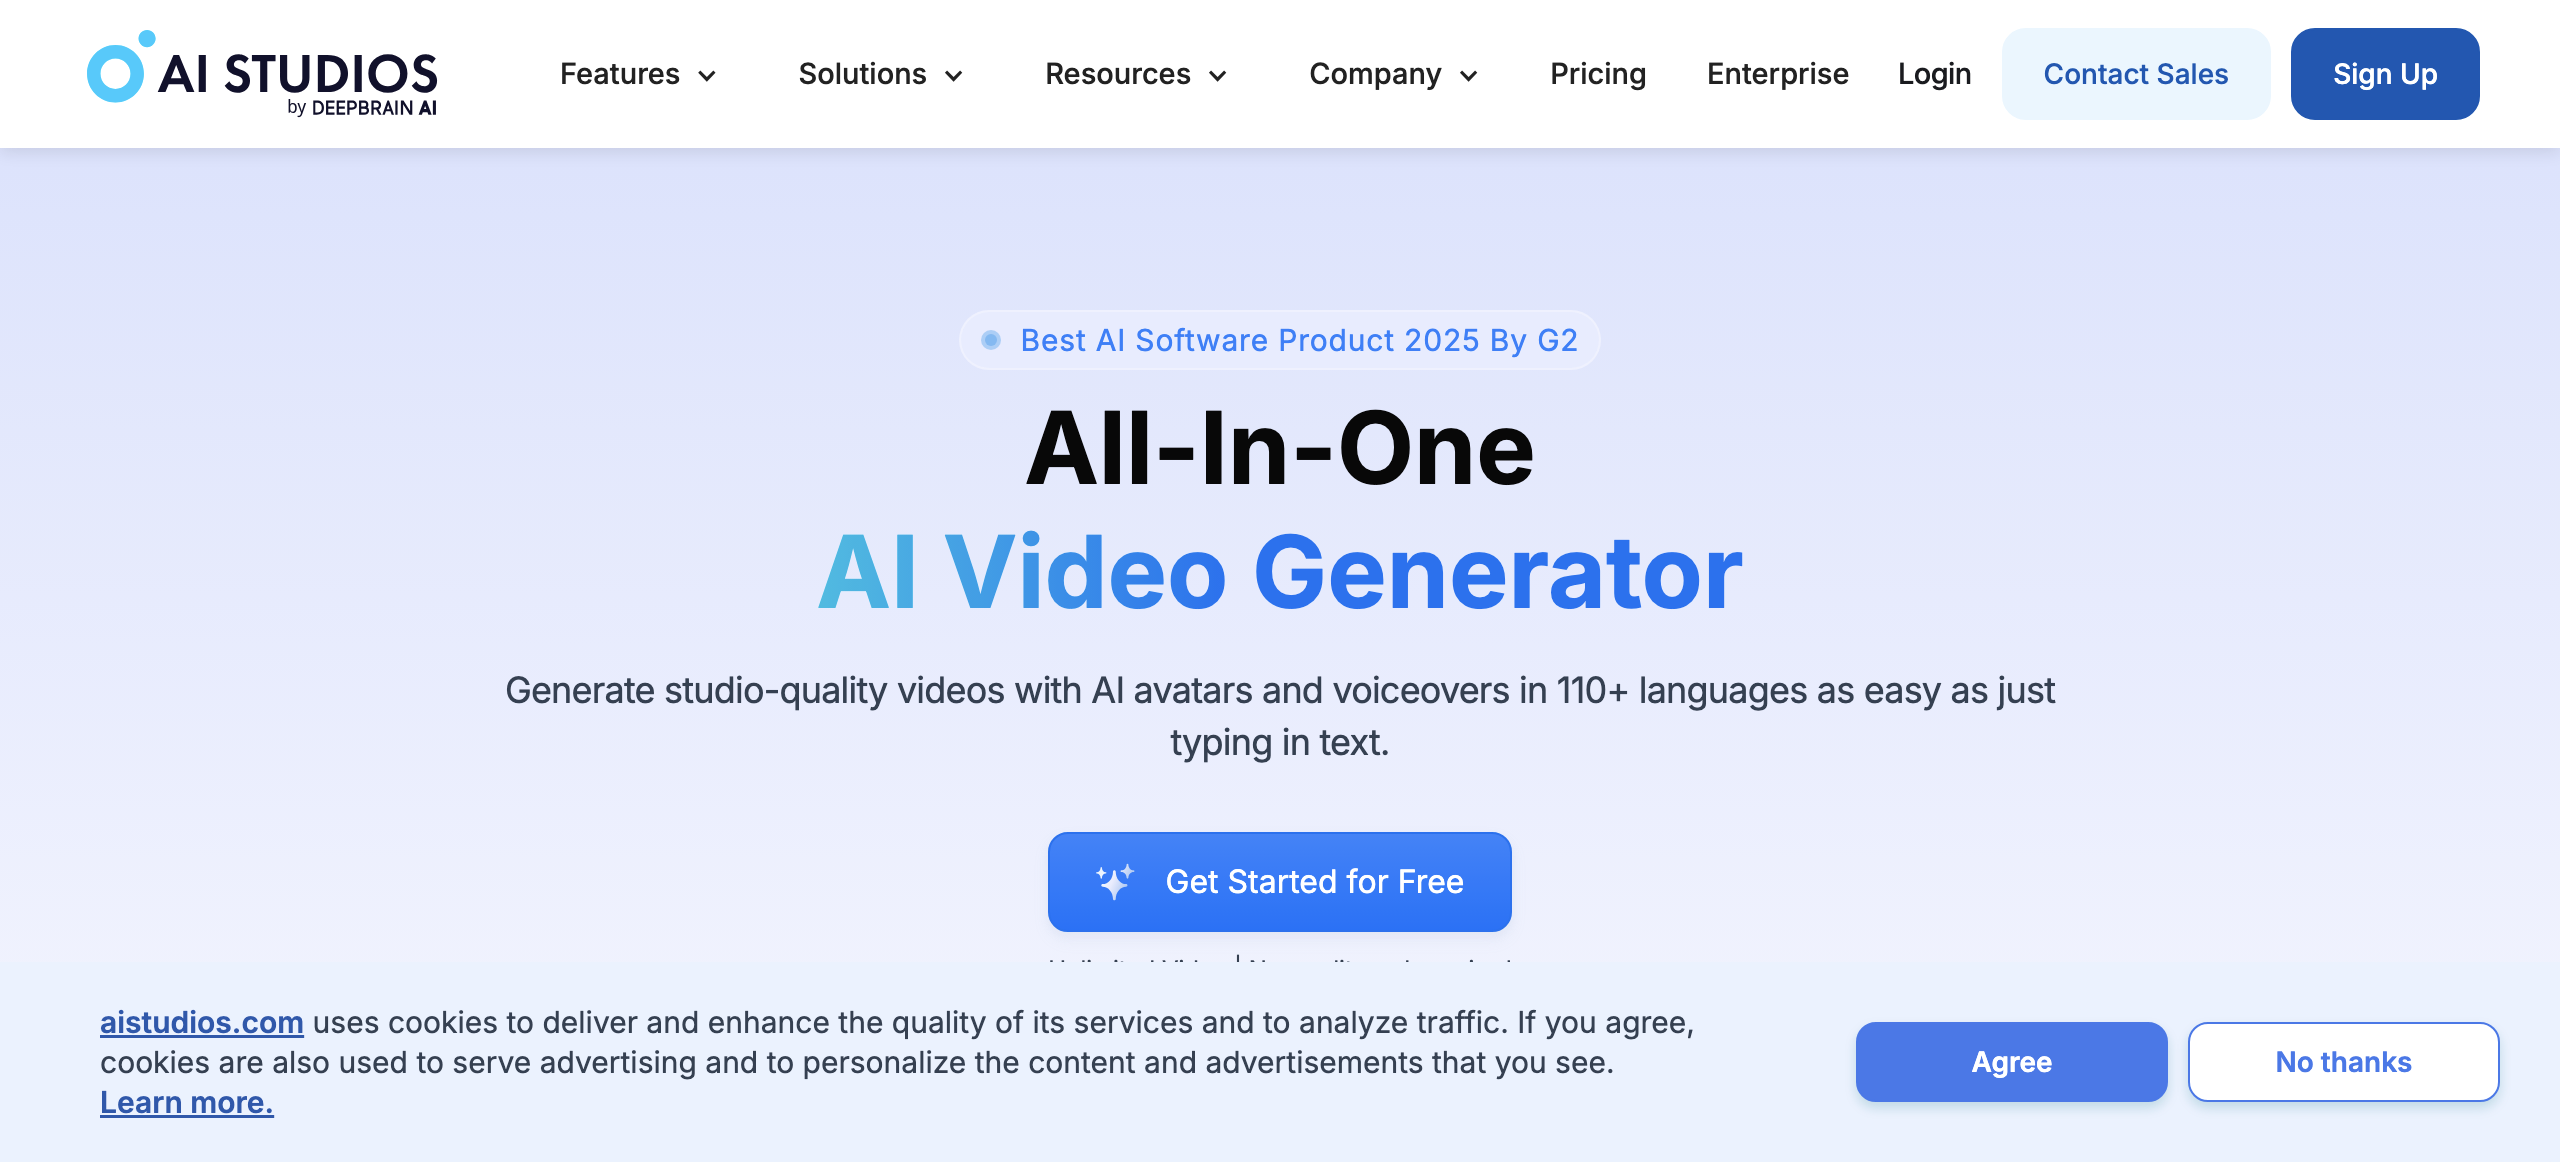 AI STUDIOS
by DEEPBRAIN AI
Features
Solutions
Resources
Company
Pricing
Enterprise
Login
Contact Sales
Sign Up
Best AI Software Product 2025 By G2
All-In-One
AI Video Generator
Generate studio-quality videos with AI avatars and voiceovers in 110+ languages as easy as just
typing in text.
Get Started for Free
aistudios.com uses cookies to deliver and enhance the quality of its services and to analyze traffic. If you agree,
cookies are also used to serve advertising and to personalize the content and advertisements that you see.
Learn more.
Agree
No thanks